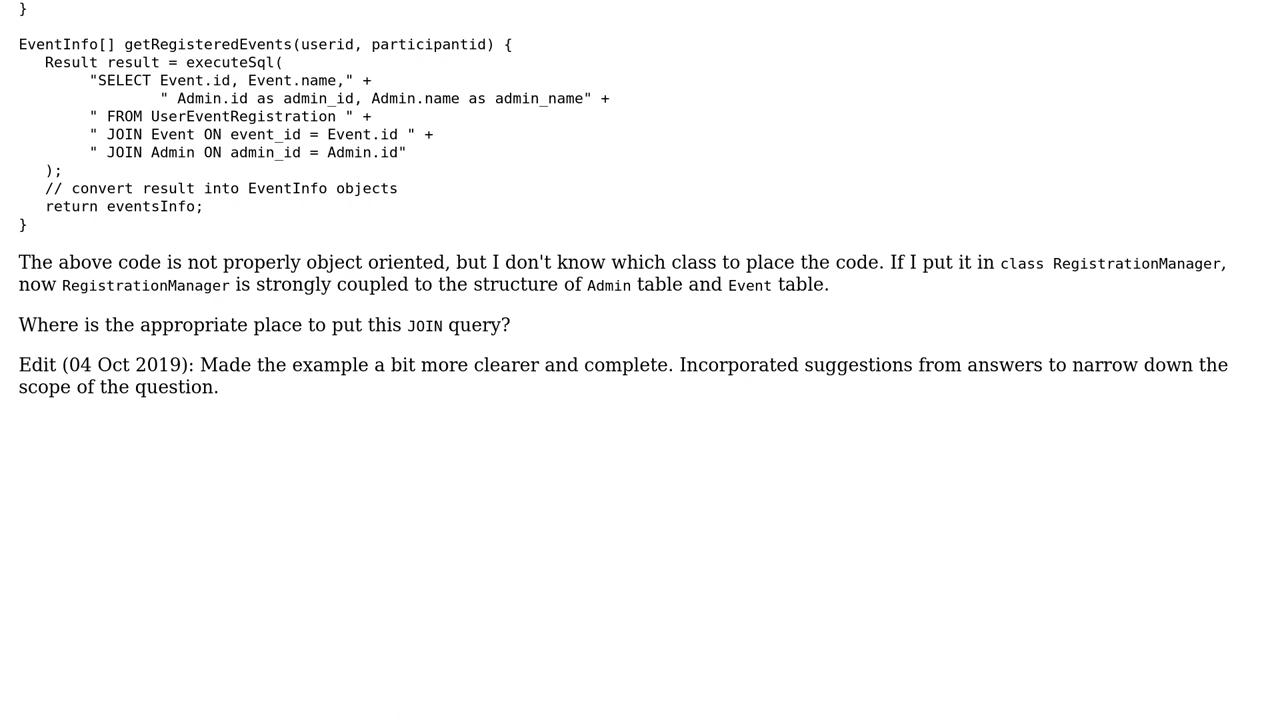 }
EventInfo[] getRegisteredEvents(userid, participantid) {
   Result result = executeSql(
        "SELECT Event.id, Event.name," +
                " Admin.id as admin_id, Admin.name as admin_name" +
        " FROM UserEventRegistration " +
        " JOIN Event ON event_id = Event.id " +
        " JOIN Admin ON admin_id = Admin.id"
   );
   // convert result into EventInfo objects
   return eventsInfo;
}
The above code is not properly object oriented, but I don't know which class to place the code. If I put it in class RegistrationManager,
now RegistrationManager is strongly coupled to the structure of Admin table and Event table.
Where is the appropriate place to put this JOIN query?
Edit (04 Oct 2019): Made the example a bit more clearer and complete. Incorporated suggestions from answers to narrow down the
scope of the question.